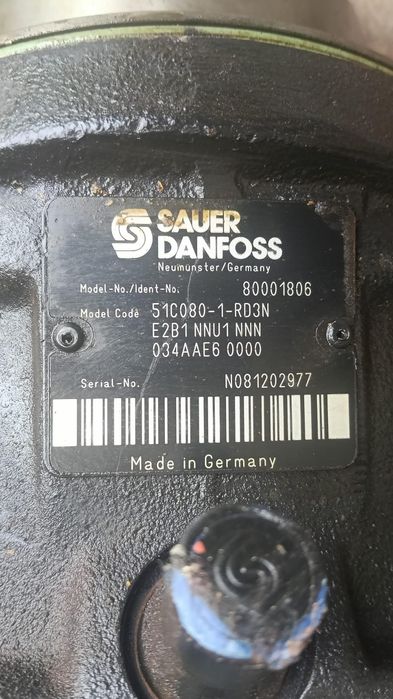 SAUER
DANFOSS
Neumünster/Germany
Model-No./Ident-No. 80001806
Model Code 51C080-1-RD3N
E2B1 NNU1 NNN
034AAE6 0000
Serial-No. N081202977
Made in Germany